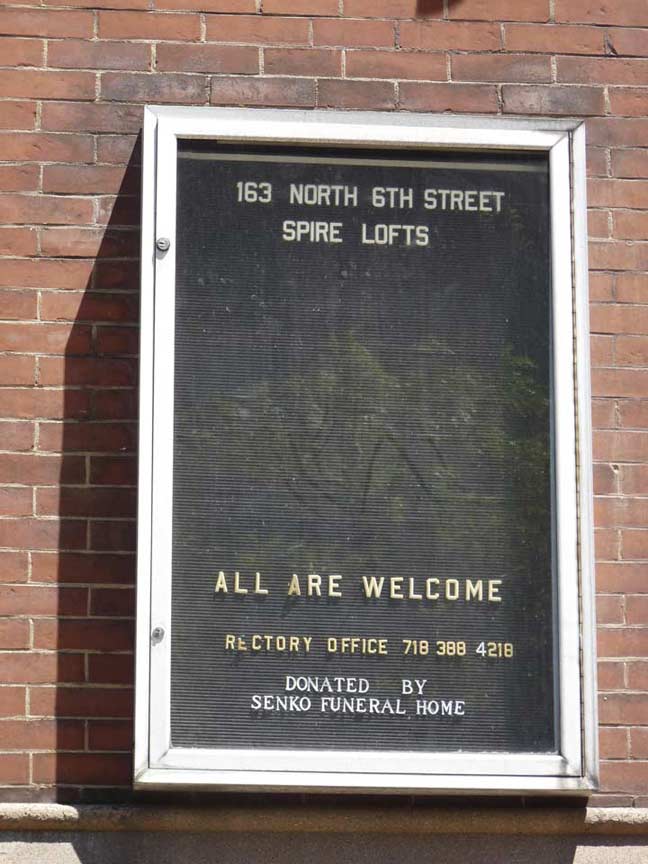 163 NORTH 6TH STREET
SPIRE LOFTS
ALL ARE WELCOME
RECTORY OFFICE 718 388 4218
DONATED BY
SENKO FUNERAL HOME